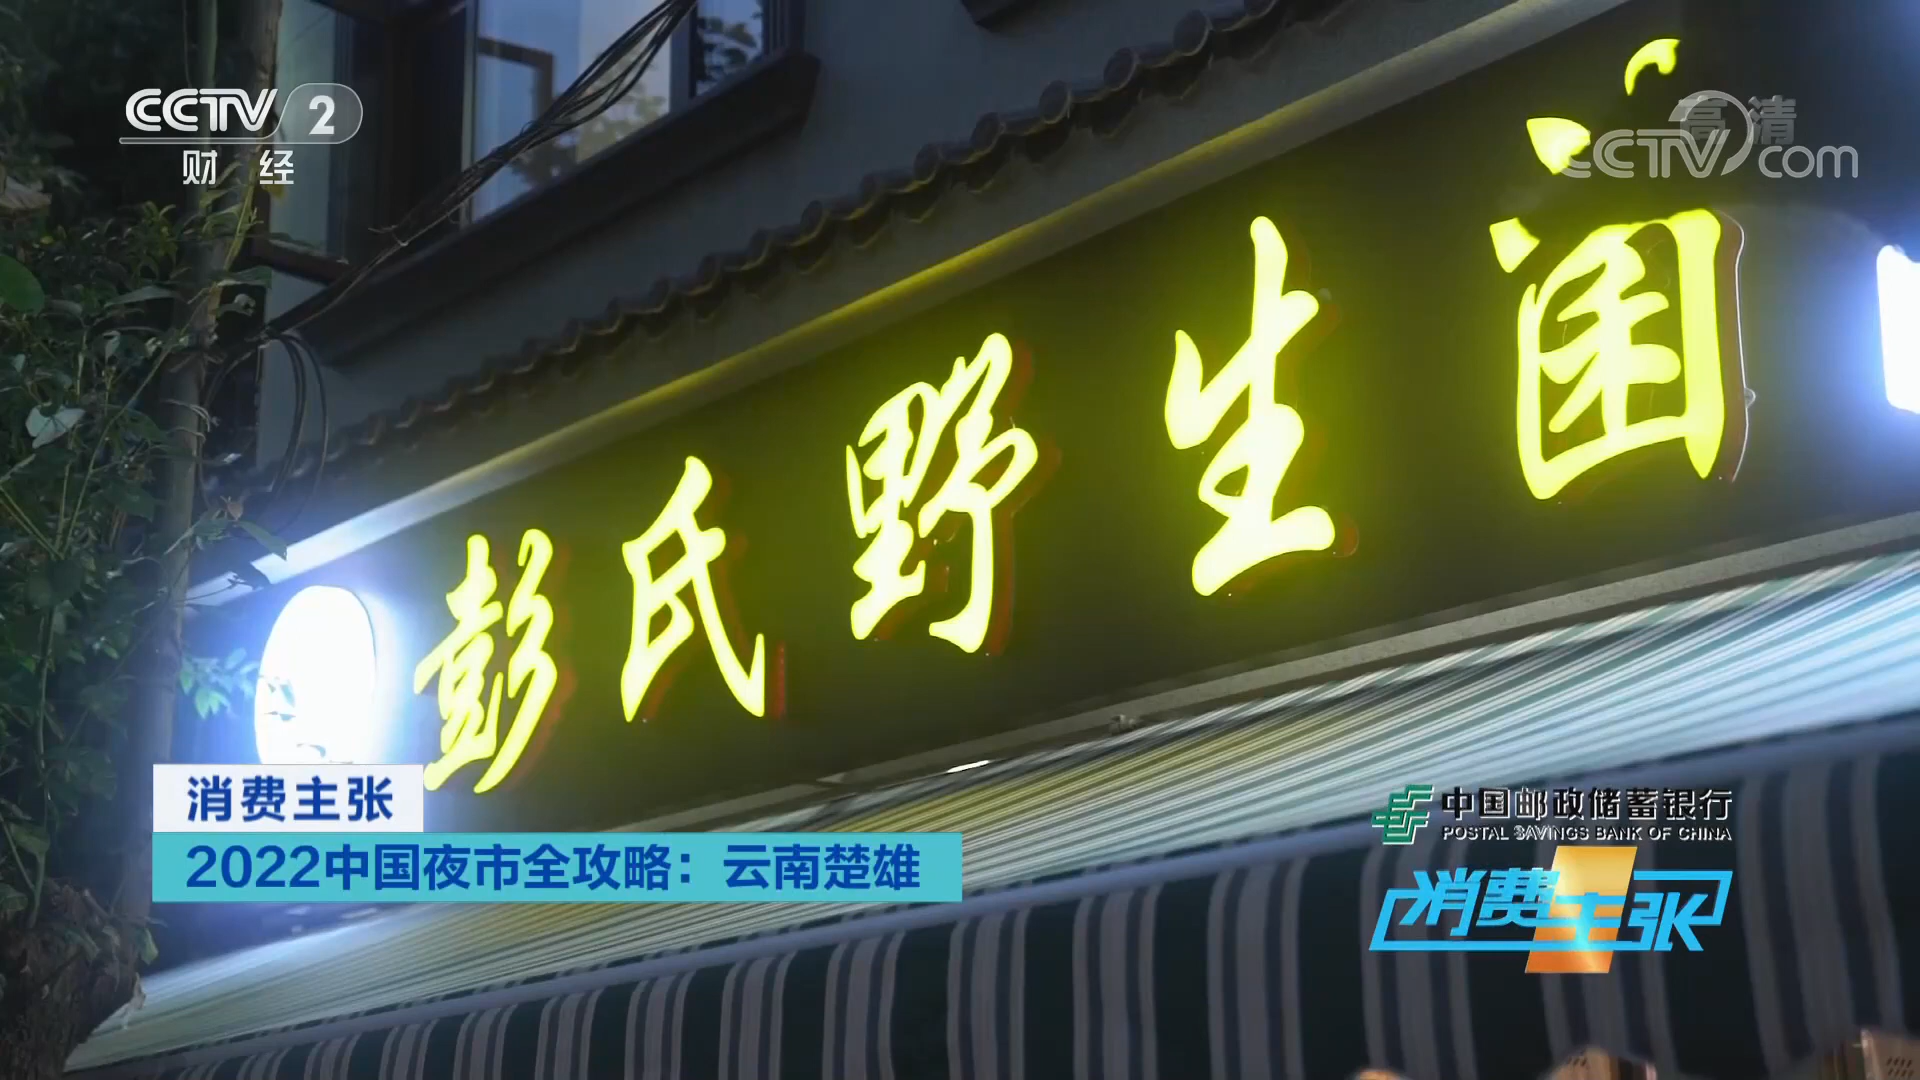 CCTV 2
财经
高清
CCTV.com
彭氏野生菌
消费主张
2022中国夜市全攻略：云南楚雄
中国邮政储蓄银行
POSTAL SAVINGS BANK OF CHINA
消费主张